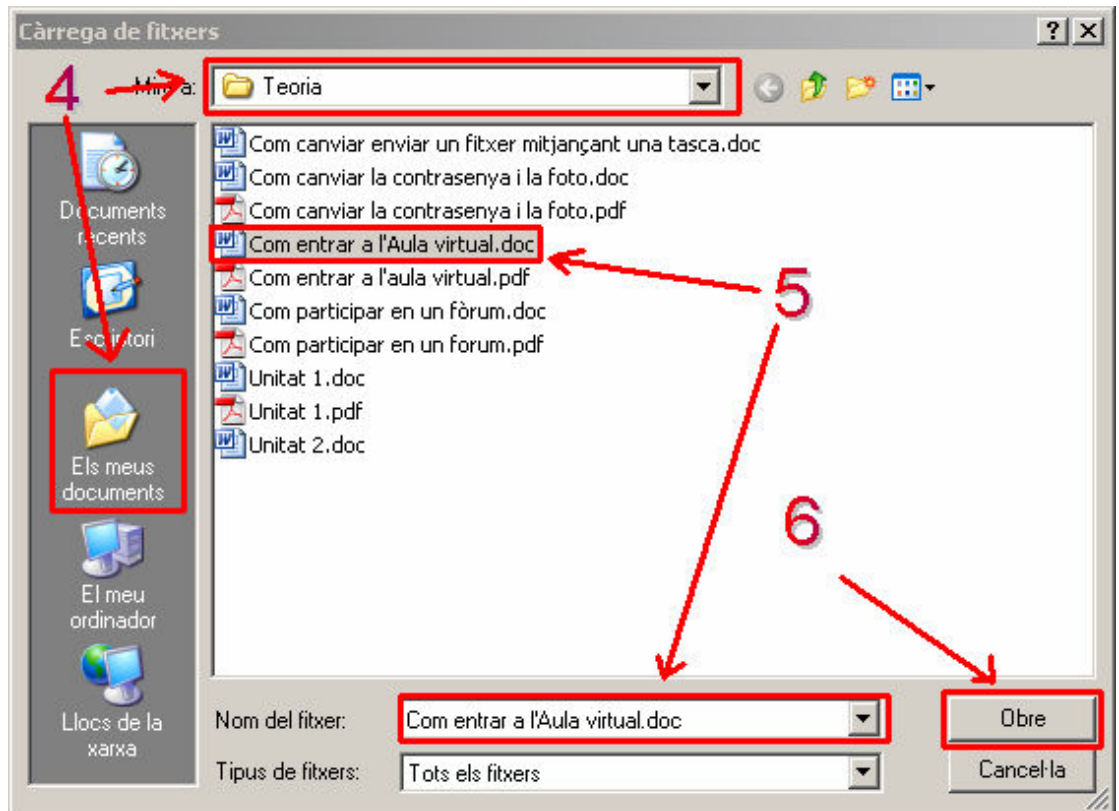 Càrrega de fitxers
4
Mira a:
Teoria
Documents
recents
Escriptori
Els meus
documents
El meu
ordinador
Llocs de la
xarxa
Com canviar enviar un fitxer mitjançant una tasca.doc
Com canviar la contrasenya i la foto.doc
Com canviar la contrasenya i la foto.pdf
Com entrar a l'Aula virtual.doc
Com entrar a l'aula virtual.pdf
Com participar en un fòrum.doc
Com participar en un forum.pdf
Unitat 1.doc
Unitat 1.pdf
Unitat 2.doc
5
6
Nom del fitxer:
Com entrar a l'Aula virtual.doc
Obre
Tipus de fitxers:
Tots els fitxers
Cancel·la